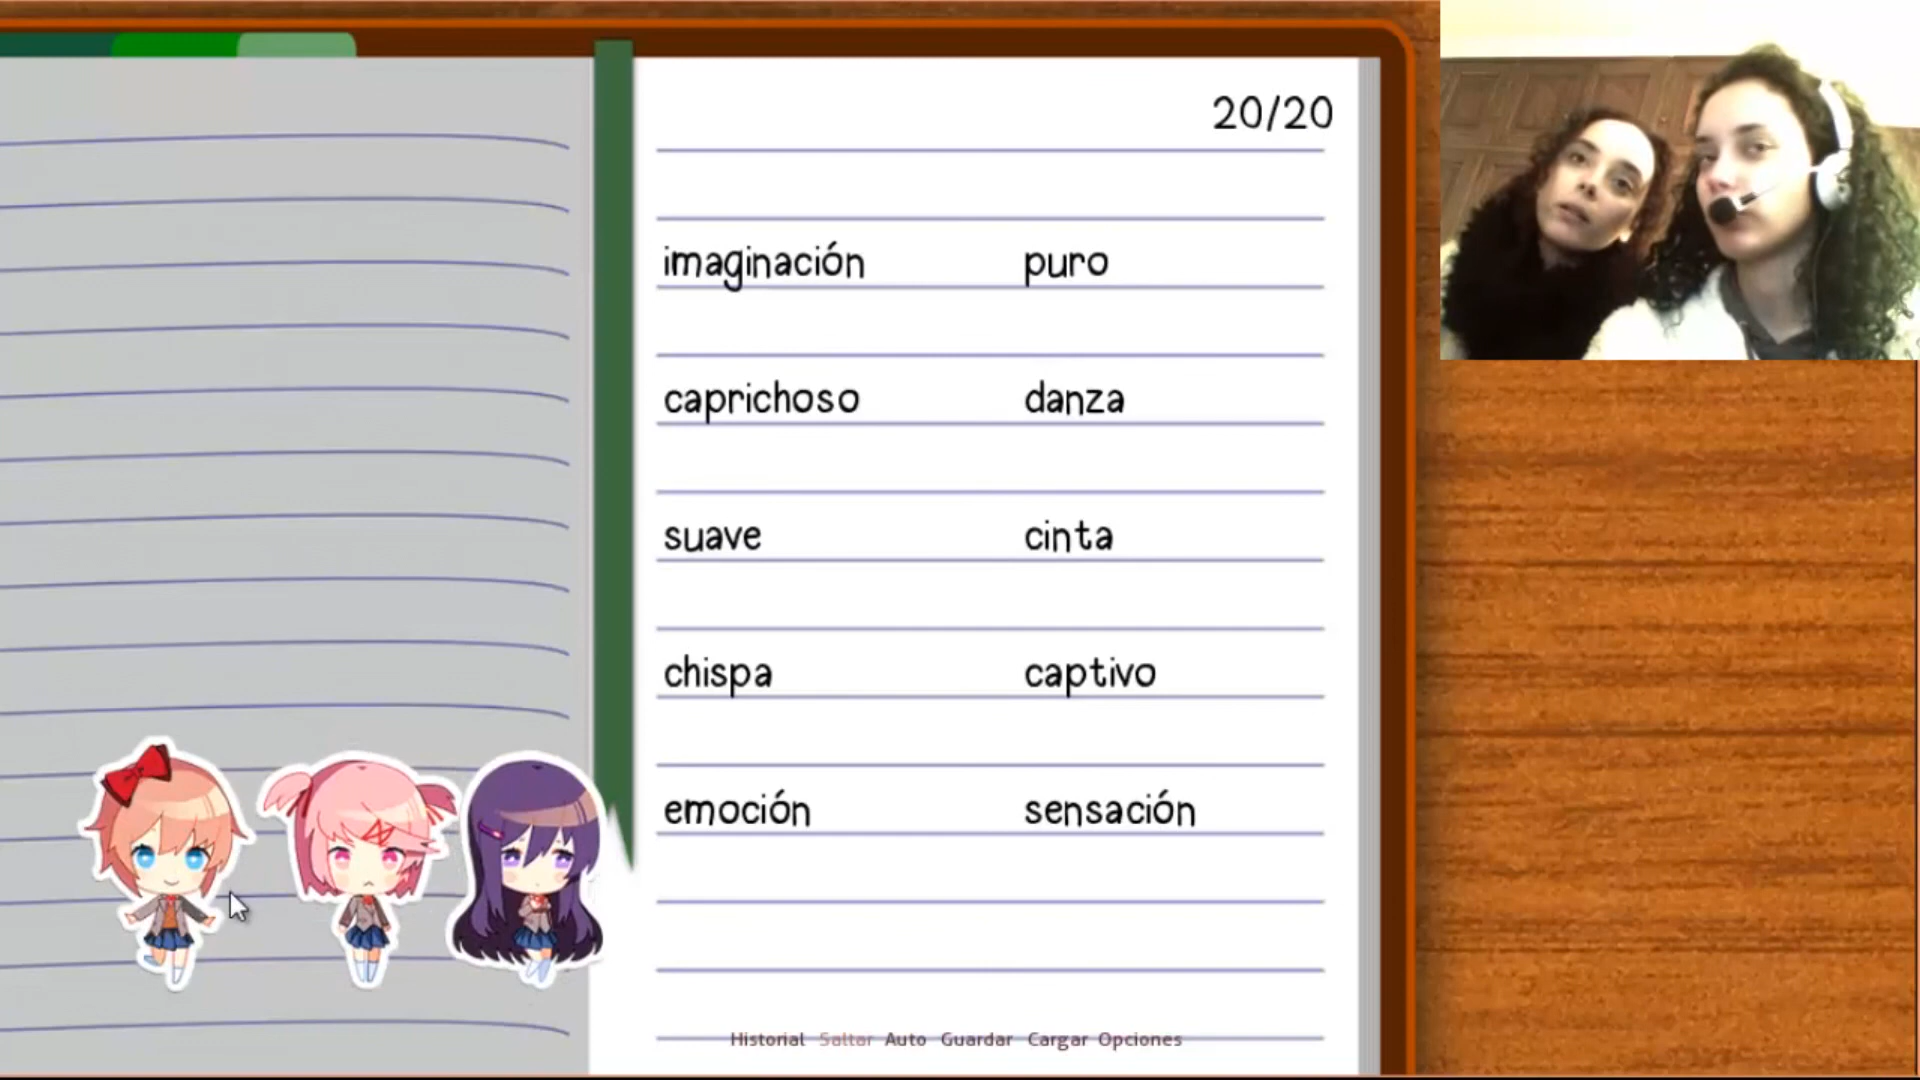 20/20
imaginación puro
caprichoso danza
suave cinta
chispa captivo
emoción sensación
Historial Saltar Auto Guardar Cargar Opciones